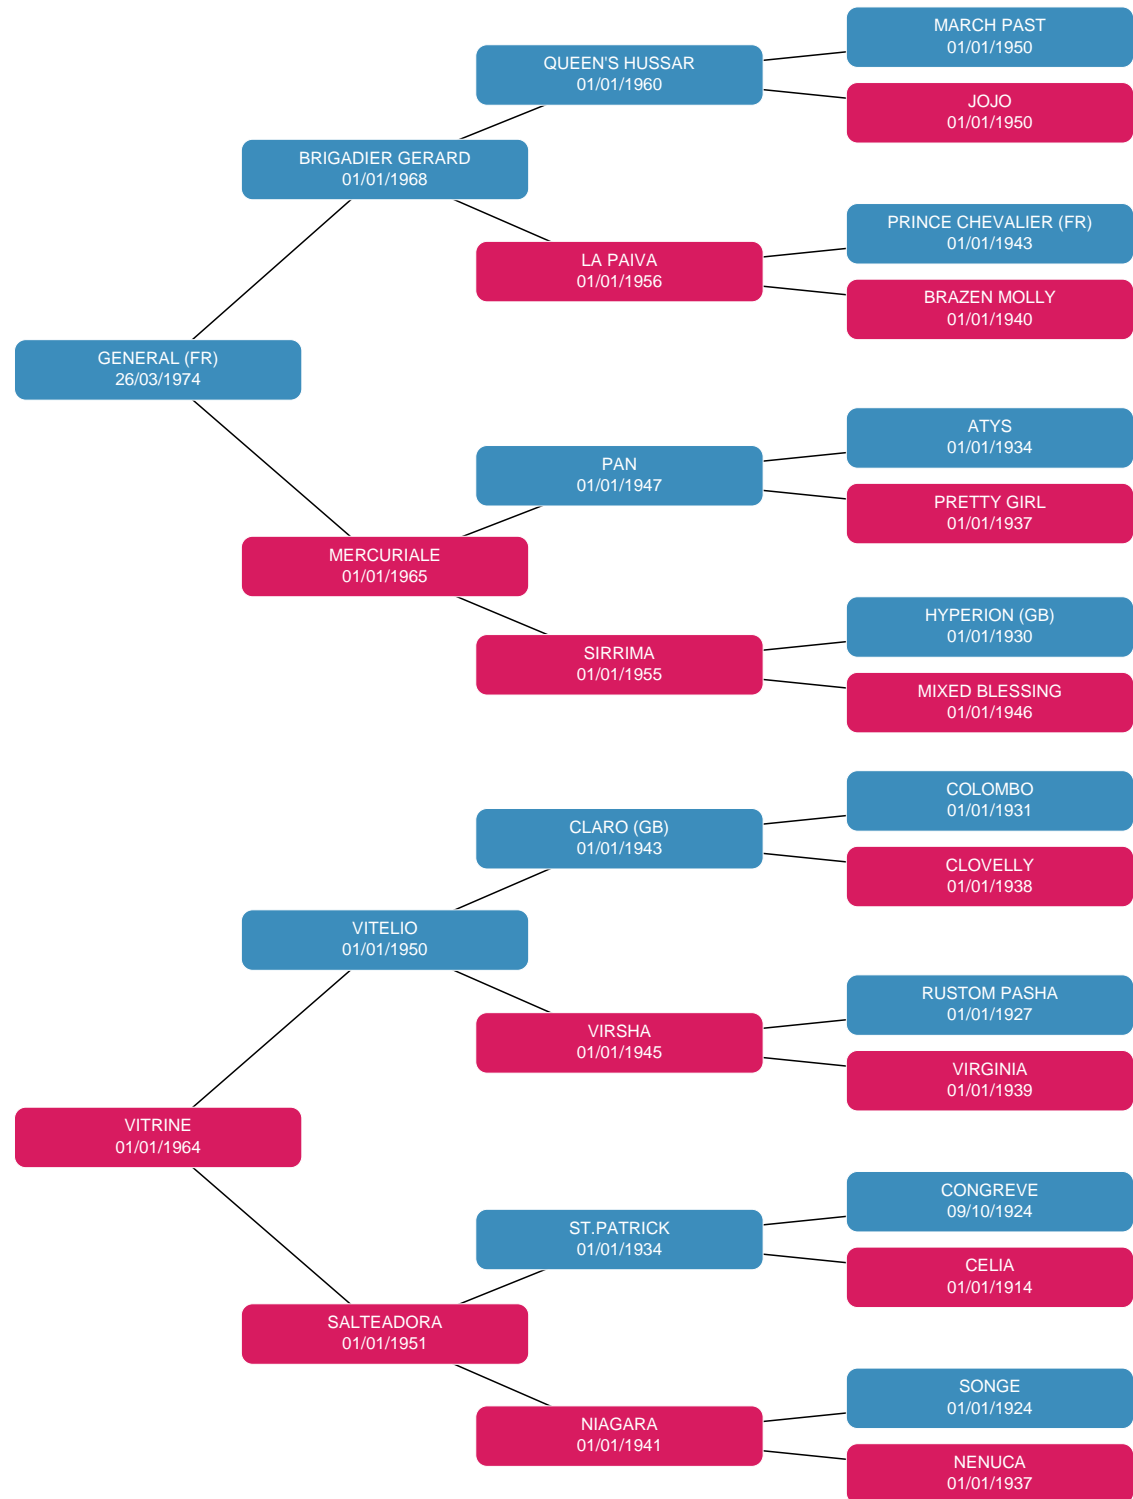 MARCH PAST
01/01/1950
QUEEN'S HUSSAR
01/01/1960
JOJO
01/01/1950
BRIGADIER GERARD
01/01/1968
PRINCE CHEVALIER (FR)
01/01/1943
LA PAIVA
01/01/1956
BRAZEN MOLLY
01/01/1940
GENERAL (FR)
26/03/1974
ATYS
01/01/1934
PAN
01/01/1947
PRETTY GIRL
01/01/1937
MERCURIALE
01/01/1965
HYPERION (GB)
01/01/1930
SIRRIMA
01/01/1955
MIXED BLESSING
01/01/1946
COLOMBO
01/01/1931
CLARO (GB)
01/01/1943
CLOVELLY
01/01/1938
VITELIO
01/01/1950
RUSTOM PASHA
01/01/1927
VIRSHA
01/01/1945
VIRGINIA
01/01/1939
VITRINE
01/01/1964
CONGREVE
09/10/1924
ST.PATRICK
01/01/1934
CELIA
01/01/1914
SALTEADORA
01/01/1951
SONGE
01/01/1924
NIAGARA
01/01/1941
NENUCA
01/01/1937